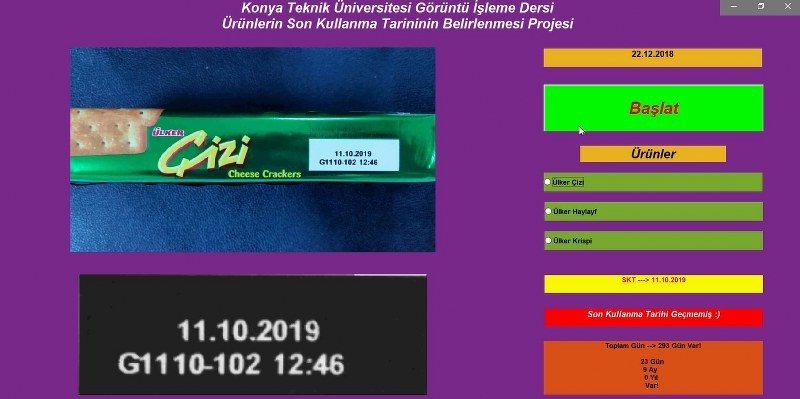 Konya Teknik Üniversitesi Görüntü İşleme Dersi
Ürünlerin Son Kullanma Tarininin Belirlenmesi Projesi
ÜLKER
Çizi
Cheese Crackers
11.10.2019
G1110-102 12:46
11.10.2019
G1110-102 12:46
22.12.2018
Başlat
Ürünler
Ülker Çizi
Ülker Haylayf
Ülker Krispi
SKT ---> 11.10.2019
Son Kullanma Tarihi Geçmemiş :)
Toplam Gün --> 293 Gün Var!
23 Gün
9 Ay
0 Yıl
Var!